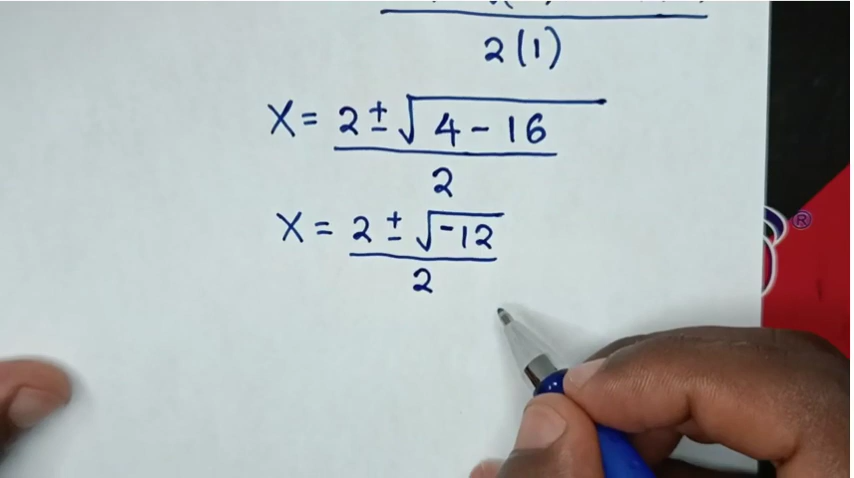 2(1)
X = 2 ± √4 - 16
2
X = 2 ± √-12
2
®